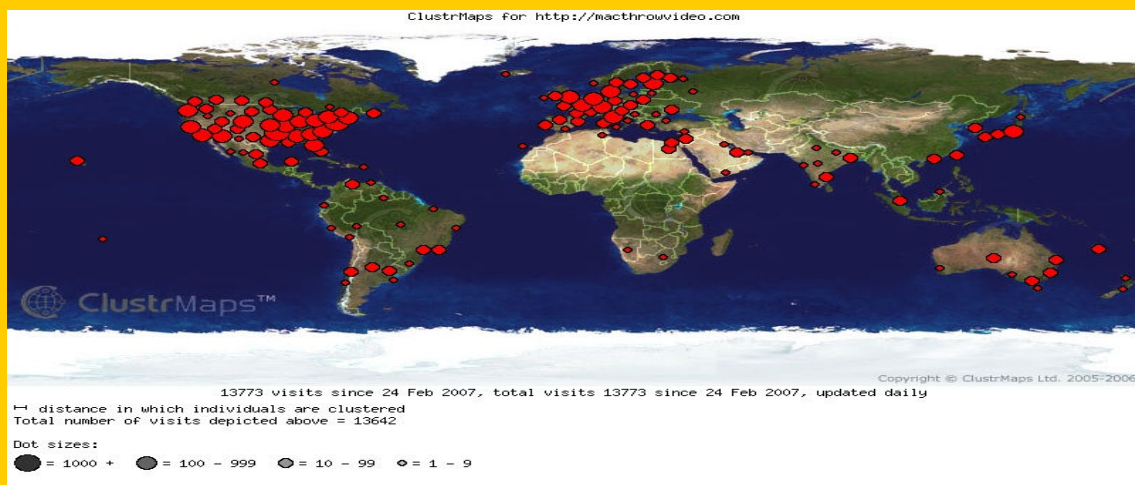 ClustrMaps for http://macthrowvideo.com
ClustrMaps™
Copyright © ClustrMaps Ltd. 2005-2006
13773 visits since 24 Feb 2007, total visits 13773 since 24 Feb 2007, updated daily
distance in which individuals are clustered
Total number of visits depicted above = 13642
Dot sizes:
= 1000 + = 100 - 999 = 10 - 99 = 1 - 9